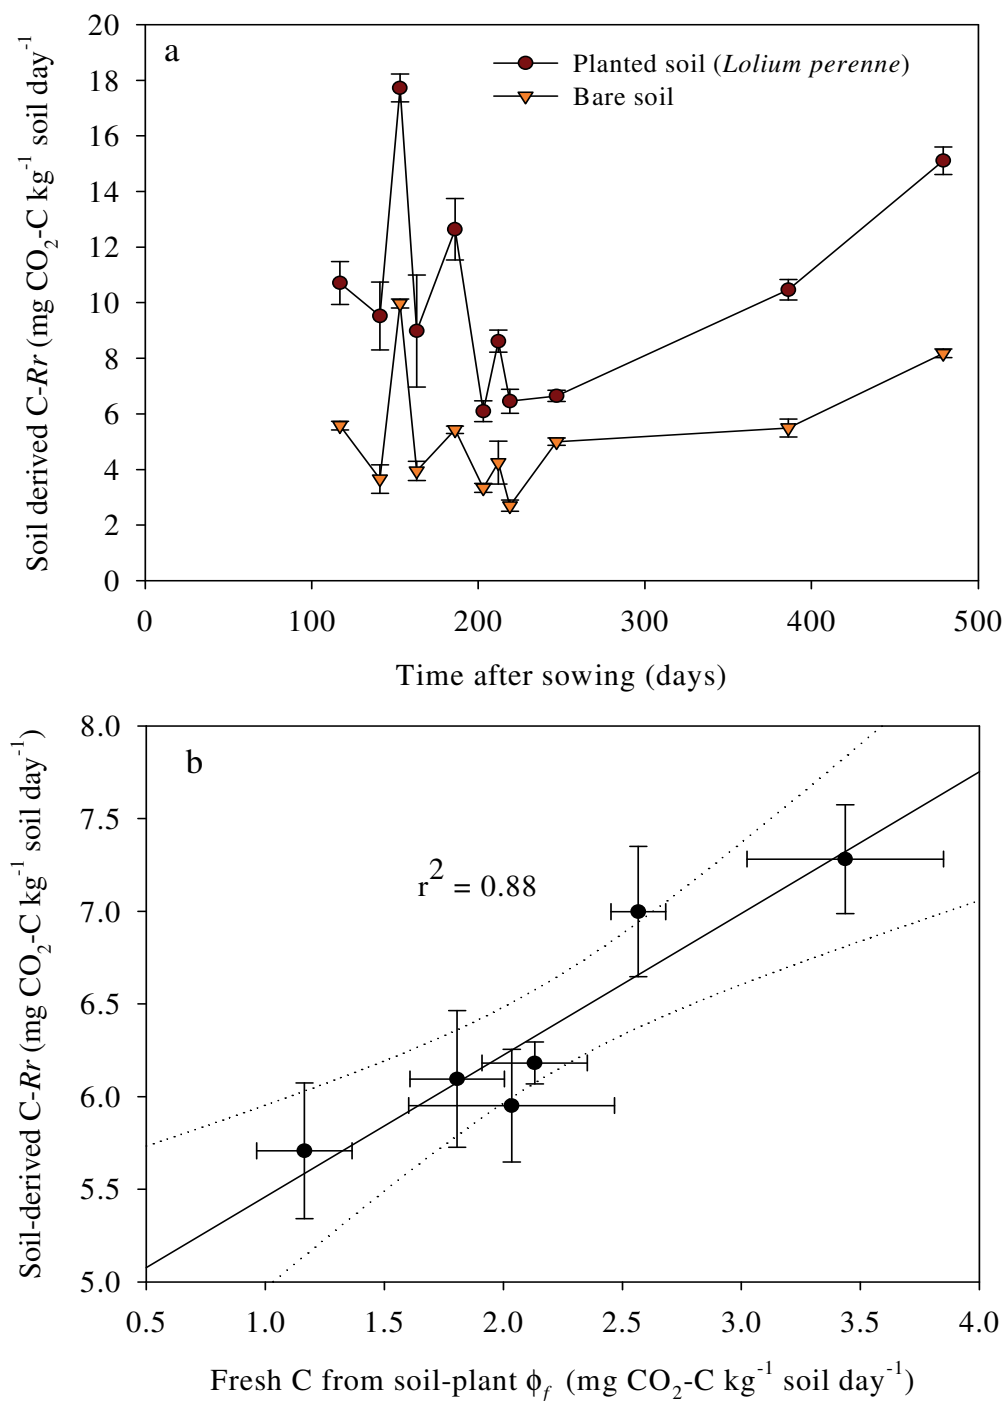 a
Planted soil (Lolium perenne)
Bare soil
Soil derived C-Rr (mg CO₂-C kg⁻¹ soil day⁻¹
20
18
16
14
12
10
8
6
4
2
0
0 100 200 300 400 500
Time after sowing (days)
b
r² = 0.88
Soil-derived C-Rr (mg CO₂-C kg⁻¹ soil day⁻¹)
8.0
7.5
7.0
6.5
6.0
5.5
5.0
0.5 1.0 1.5 2.0 2.5 3.0 3.5 4.0
Fresh C from soil-plant ϕf (mg CO₂-C kg⁻¹ soil day⁻¹)